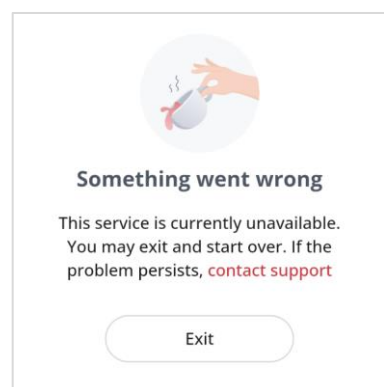 Something went wrong
This service is currently unavailable.
You may exit and start over. If the
problem persists, contact support
Exit